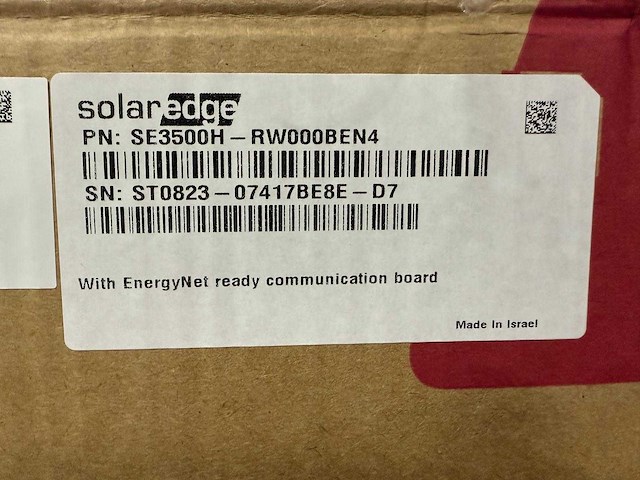 solaredge
PN: SE3500H-RW000BEN4
SN: ST0823-07417BE8E-D7
With EnergyNet ready communication board
Made In Israel